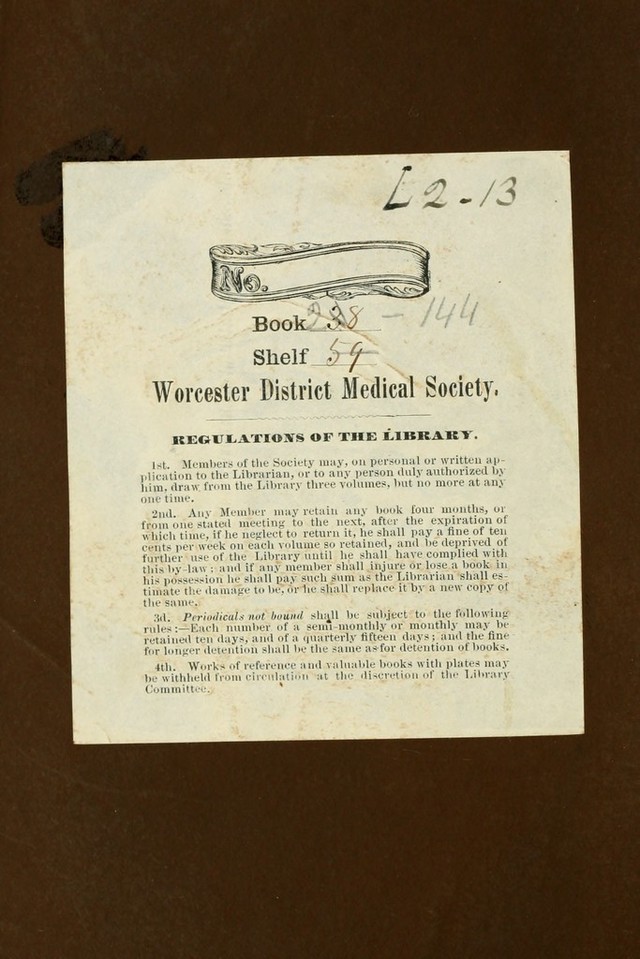 L2-13
No.
Book 238 - 144
Shelf 59
Worcester District Medical Society.
REGULATIONS OF THE LIBRARY.
1st. Members of the Society may, on personal or written ap-
plication to the Librarian, or to any person duly authorized by
him, draw from the Library three volumes, but no more at any
one time.
2nd. Any Member may retain any book four months, or
from one stated meeting to the next, after the expiration of
which time, if he neglect to return it, he shall pay a fine of ten
cents per week on each volume so retained, and be deprived of
further use of the Library until he shall have complied with
this by-law; and if any member shall injure or lose a book in
his possession he shall pay such sum as the Librarian shall es-
timate the damage to be, or he shall replace it by a new copy of
the same.
3d. Periodicals not bound shall be subject to the following
rules:—Each number of a semi-monthly or monthly may be
retained ten days, and of a quarterly fifteen days; and the fine
for longer detention shall be the same as for detention of books.
4th. Works of reference and valuable books with plates may
be withheld from circulation at the discretion of the Library
Committee.